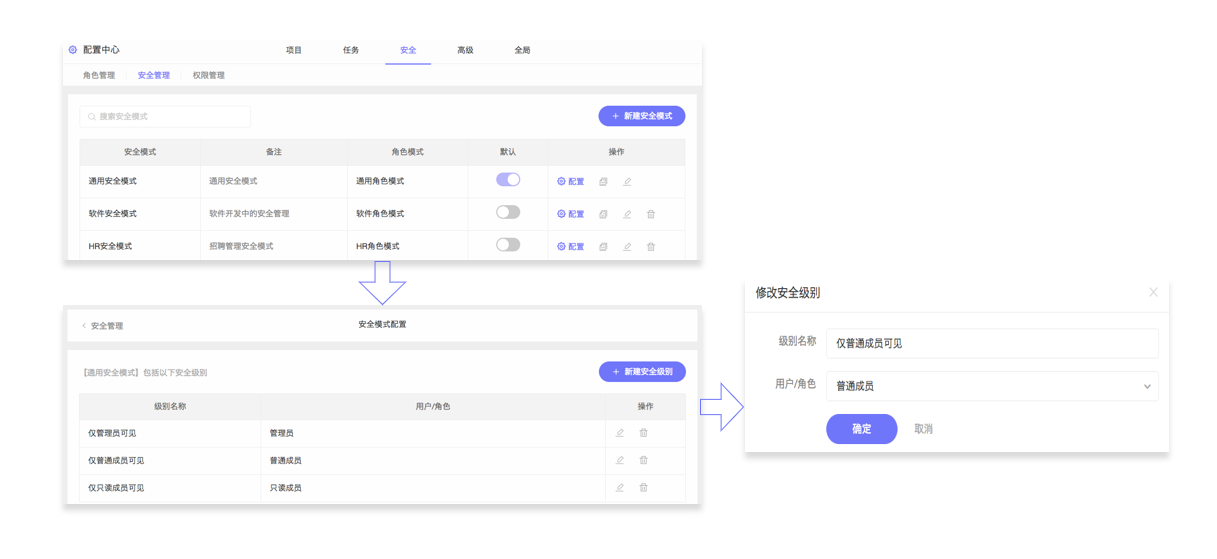 配置中心 项目 任务 安全 高级 全局
角色管理 安全管理 权限管理
搜索安全模式 + 新建安全模式
安全模式 备注 角色模式 默认 操作
通用安全模式 通用安全模式 通用角色模式 配置
软件安全模式 软件开发中的安全管理 软件角色模式 配置
HR安全模式 招聘管理安全模式 HR角色模式 配置
< 安全管理 安全模式配置
【通用安全模式】包括以下安全级别 + 新建安全级别
级别名称 用户/角色 操作
仅管理员可见 管理员
仅普通成员可见 普通成员
仅只读成员可见 只读成员
修改安全级别
级别名称 仅普通成员可见
用户/角色 普通成员
确定 取消